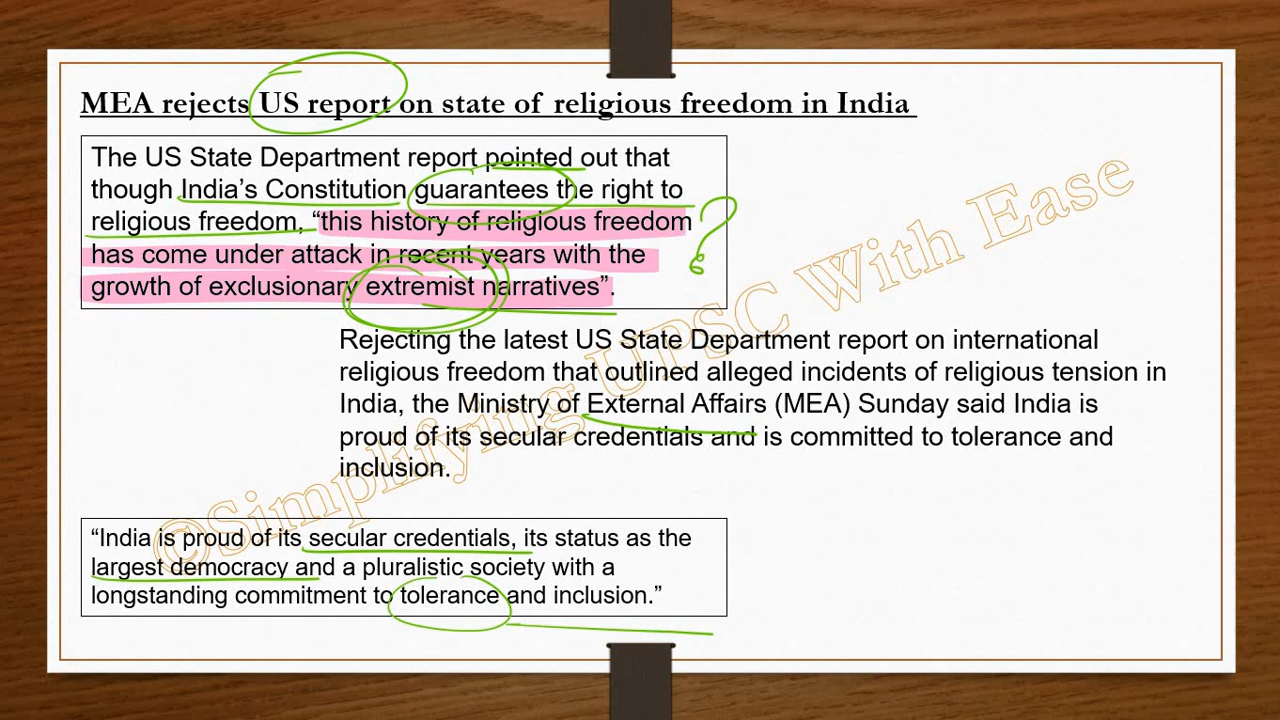 MEA rejects US report on state of religious freedom in India
The US State Department report pointed out that
though India’s Constitution guarantees the right to
religious freedom, “this history of religious freedom
has come under attack in recent years with the
growth of exclusionary extremist narratives”.
?
Rejecting the latest US State Department report on international
religious freedom that outlined alleged incidents of religious tension in
India, the Ministry of External Affairs (MEA) Sunday said India is
proud of its secular credentials and is committed to tolerance and
inclusion.
“India is proud of its secular credentials, its status as the
largest democracy and a pluralistic society with a
longstanding commitment to tolerance and inclusion.”
©Simplifying UPSC With Ease